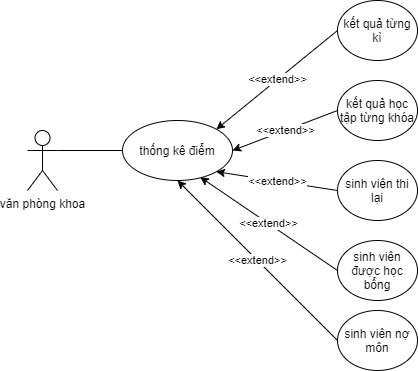 kết quả từng
kì
<<extend>>
kết quả học
tập từng khóa
<<extend>>
thống kê điểm
<<extend>>
sinh viên thi
lại
văn phòng khoa
<<extend>>
sinh viên
được học
bổng
<<extend>>
sinh viên nợ
môn